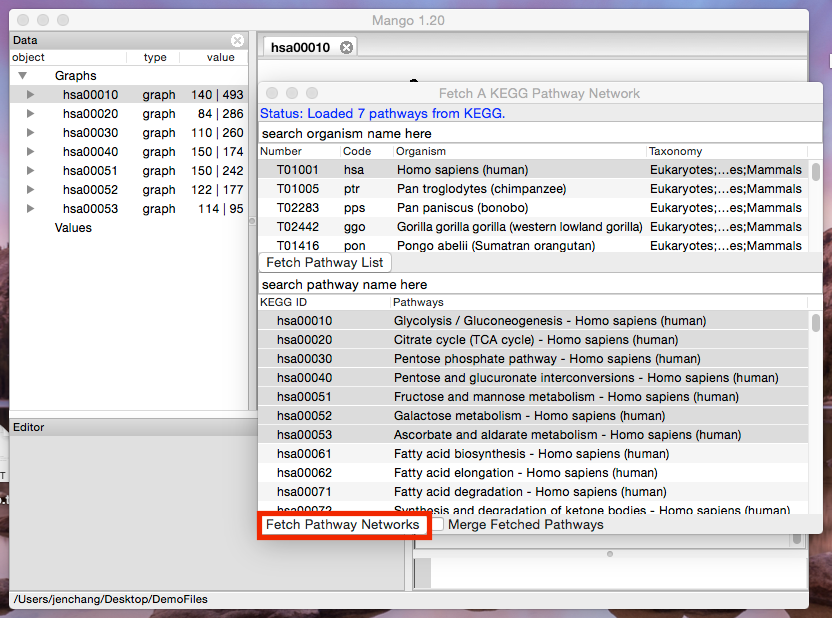 Mango 1.20
Data
object type value
Graphs
hsa00010 graph 140 | 493
hsa00020 graph 84 | 286
hsa00030 graph 110 | 260
hsa00040 graph 150 | 174
hsa00051 graph 150 | 242
hsa00052 graph 122 | 177
hsa00053 graph 114 | 95
Values
hsa00010
Fetch A KEGG Pathway Network
Status: Loaded 7 pathways from KEGG.
search organism name here
Number Code Organism Taxonomy
T01001 hsa Homo sapiens (human) Eukaryotes;...es;Mammals
T01005 ptr Pan troglodytes (chimpanzee) Eukaryotes;...es;Mammals
T02283 pps Pan paniscus (bonobo) Eukaryotes;...es;Mammals
T02442 ggo Gorilla gorilla gorilla (western lowland gorilla) Eukaryotes;...es;Mammals
T01416 pon Pongo abelii (Sumatran orangutan) Eukaryotes;...es;Mammals
Fetch Pathway List
search pathway name here
KEGG ID Pathways
hsa00010 Glycolysis / Gluconeogenesis - Homo sapiens (human)
hsa00020 Citrate cycle (TCA cycle) - Homo sapiens (human)
hsa00030 Pentose phosphate pathway - Homo sapiens (human)
hsa00040 Pentose and glucuronate interconversions - Homo sapiens (human)
hsa00051 Fructose and mannose metabolism - Homo sapiens (human)
hsa00052 Galactose metabolism - Homo sapiens (human)
hsa00053 Ascorbate and aldarate metabolism - Homo sapiens (human)
hsa00061 Fatty acid biosynthesis - Homo sapiens (human)
hsa00062 Fatty acid elongation - Homo sapiens (human)
hsa00071 Fatty acid degradation - Homo sapiens (human)
hsa00072 Synthesis and degradation of ketone bodies - Homo sapiens (human)
Fetch Pathway Networks Merge Fetched Pathways
Editor
/Users/jenchang/Desktop/DemoFiles